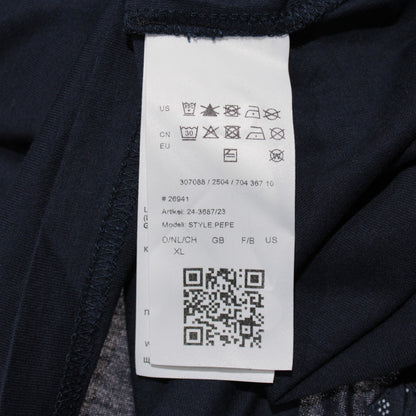 US
CN
30
EU
307088 / 2504 / 704 367 10
# 26941
Artikel: 24-3687/23
Modell: STYLE:PEPE
D/NL/CH GB F/B US
XL